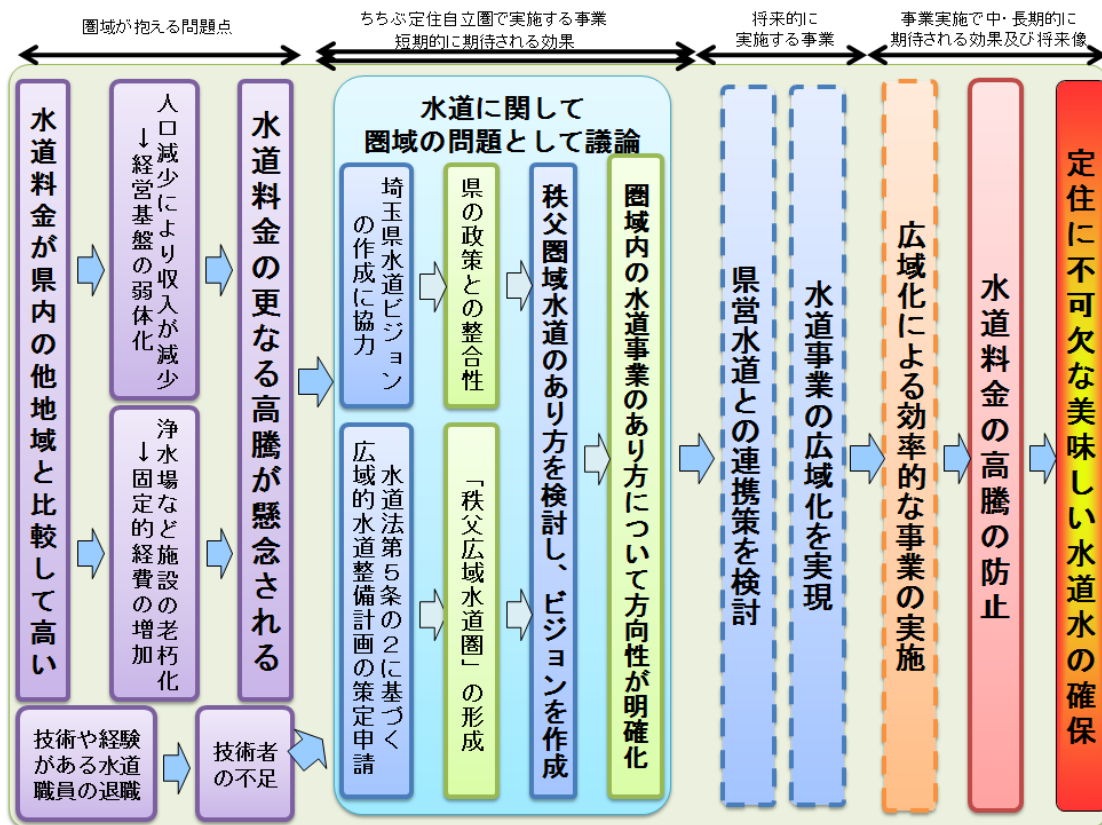 圏域が抱える問題点
ちちぶ定住自立圏で実施する事業
短期的に期待される効果
将来的に
実施する事業
事業実施で中・長期的に
期待される効果及び将来像
水道料金が県内の他地域と比較して高い
人口減少により収入が減少
→経営基盤の弱体化
浄水場など施設の老朽化
→固定的経費の増加
水道料金の更なる高騰が懸念される
技術や経験
がある水道
職員の退職
技術者
の不足
水道に関して
圏域の問題として議論
埼玉県水道ビジョン
の作成に協力
県の政策との整合性
水道法第5条の2に基づく
広域的水道整備計画の策定申請
「秩父広域水道圏」の形成
秩父圏域水道のあり方を検討し、ビジョンを作成
圏域内の水道事業のあり方について方向性が明確化
県営水道との連携策を検討
水道事業の広域化を実現
広域化による効率的な事業の実施
水道料金の高騰の防止
定住に不可欠な美味しい水道水の確保